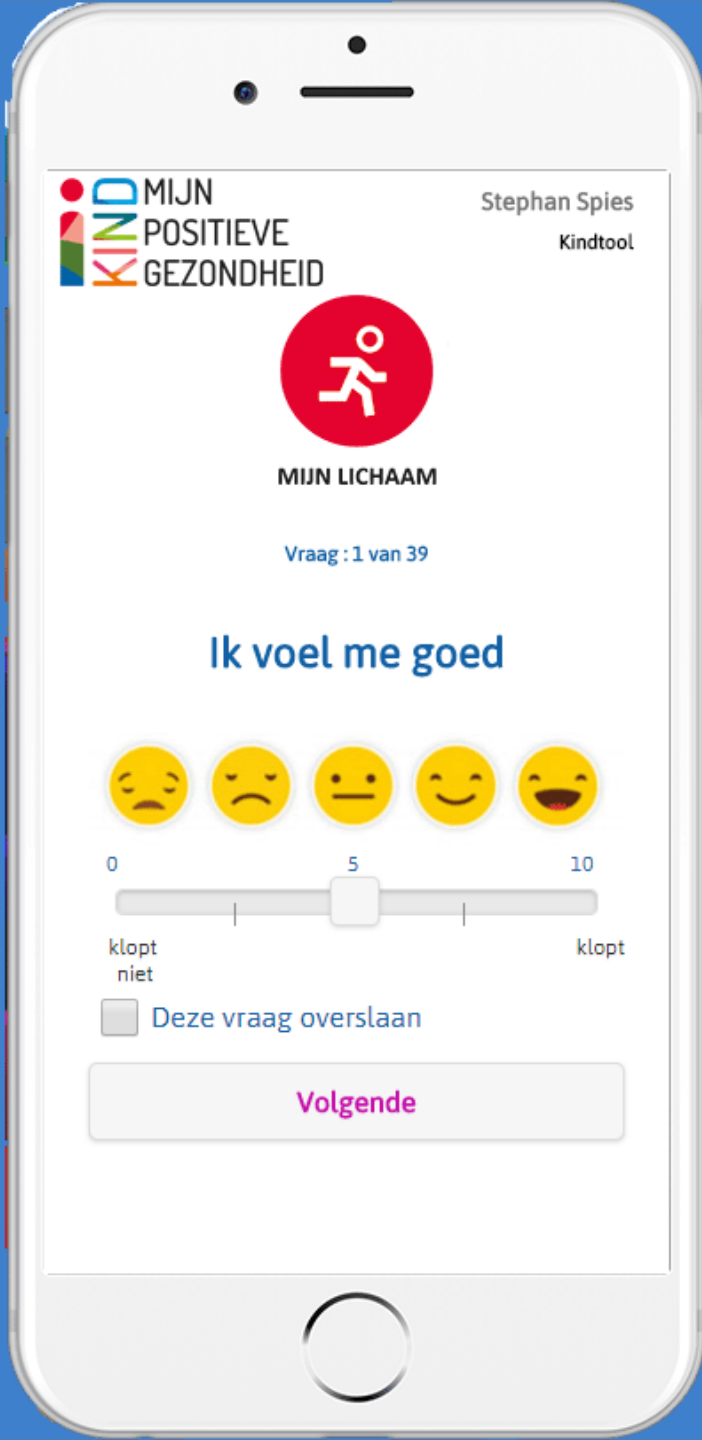 KIND
MIJN
POSITIEVE
GEZONDHEID
Stephan Spies
Kindtool
MIJN LICHAAM
Vraag : 1 van 39
Ik voel me goed
0 5 10
klopt
niet
klopt
Deze vraag overslaan
Volgende